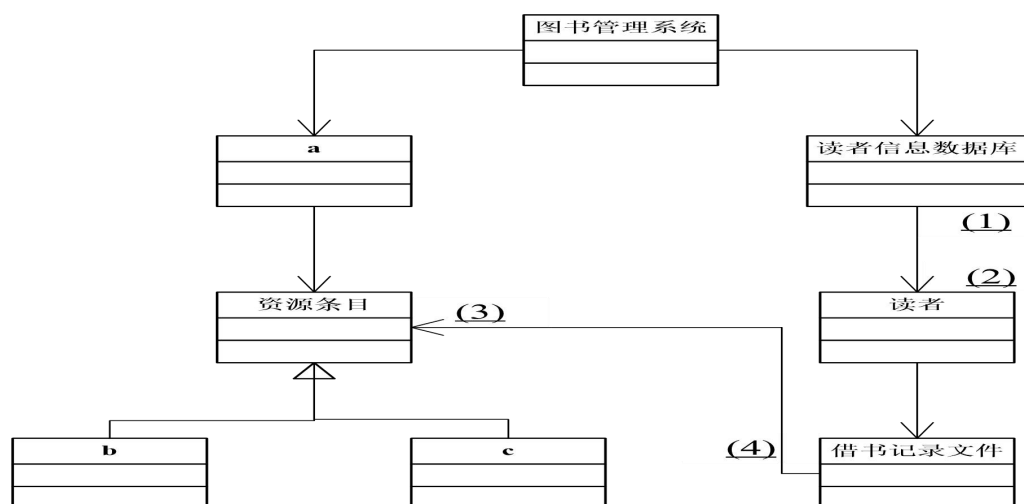 图书管理系统
a
读者信息数据库
(1)
(2)
资源条目
(3)
读者
b
c
(4)
借书记录文件